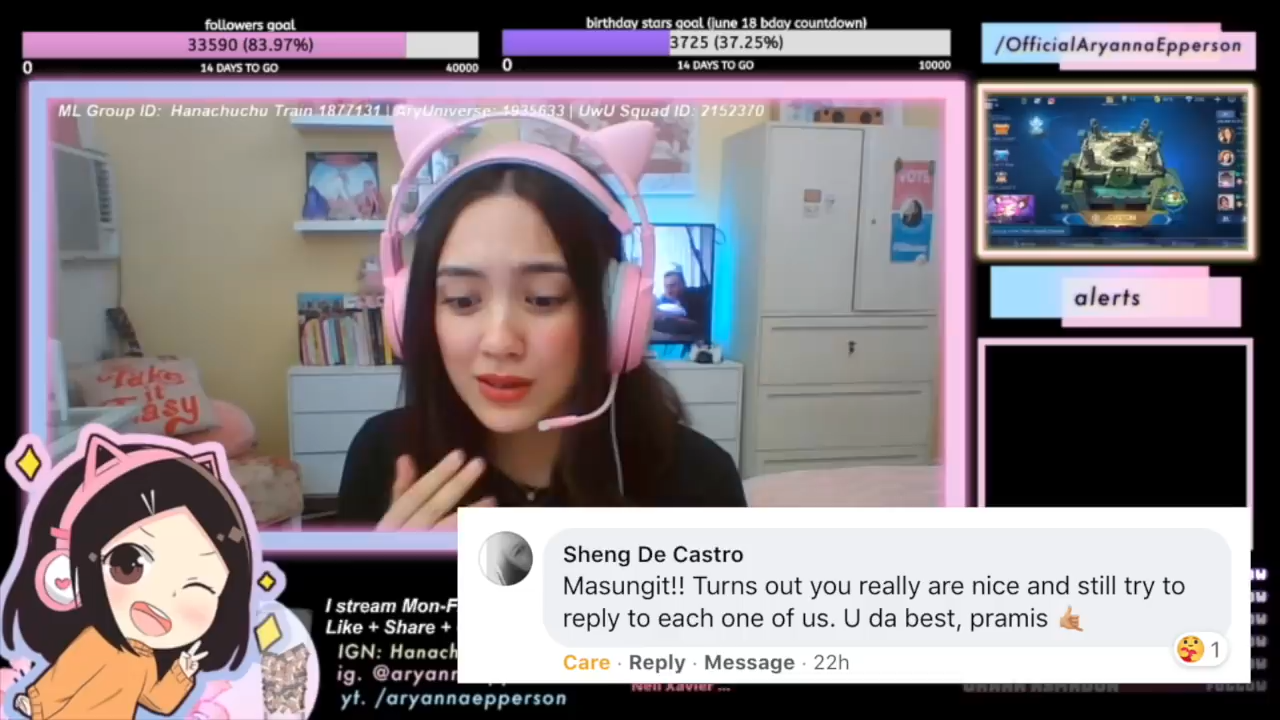 followers goal
33590 (83.97%)
0
14 DAYS TO GO
40000
birthday stars goal (june 18 bday countdown)
3725 (37.25%)
0
14 DAYS TO GO
10000
/OfficialAryannaEpperson
ML Group ID: Hanachuchu Train 1877131 | AryUniverse: 1935633 | UwU Squad ID: 2152370
VOTE
alerts
Take
it
Easy
Sheng De Castro
Masungit!! Turns out you really are nice and still try to
reply to each one of us. U da best, pramis 🤙
1
Care · Reply · Message · 22h
I stream Mon-F
Like + Share +
IGN: Hanach
ig. @aryann
yt. /aryannaepperson
Neil Xavier ...